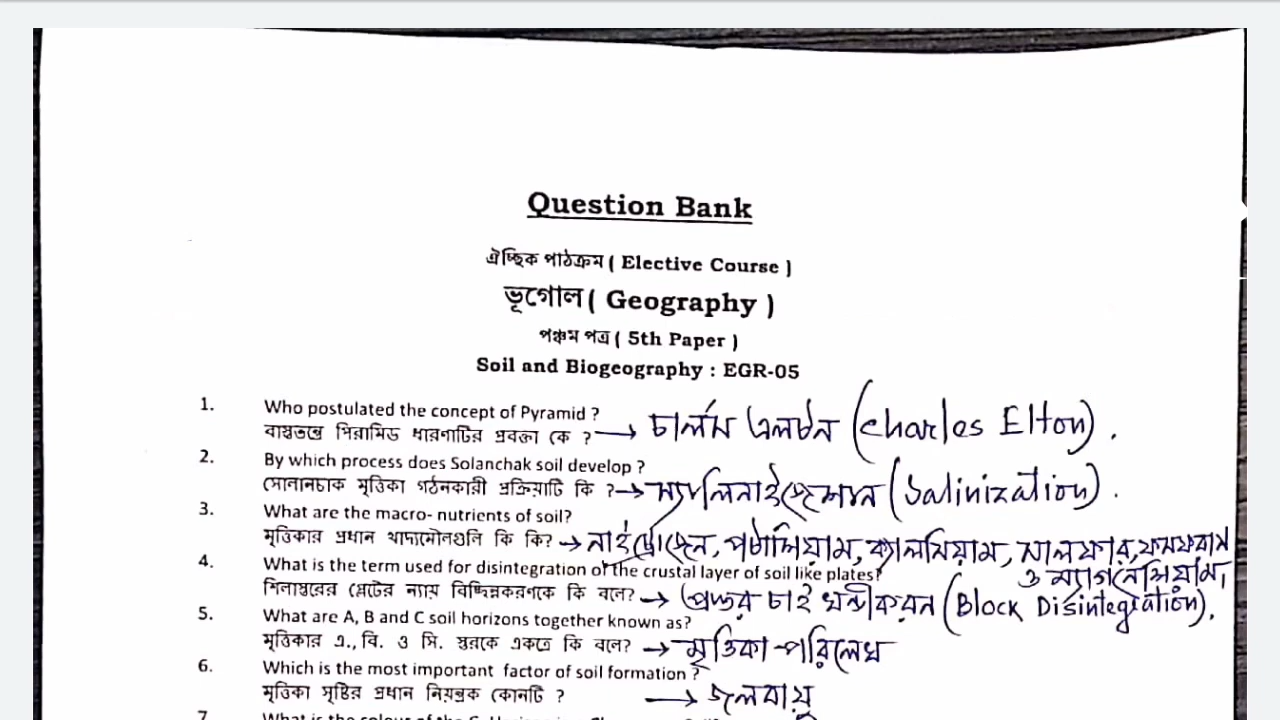 Question Bank
ঐচ্ছিক পাঠক্রম ( Elective Course )
ভূগোল ( Geography )
পঞ্চম পত্র ( 5th Paper )
Soil and Biogeography : EGR-05
1. Who postulated the concept of Pyramid ?
বাস্তুতন্ত্রে পিরামিড ধারণাটির প্রবক্তা কে ? → চার্লস এলটন (Charles Elton).
2. By which process does Solanchak soil develop ?
সোলানচাক মৃত্তিকা গঠনকারী প্রক্রিয়াটি কি ? → স্যালিনাইজেশান (Salinization).
3. What are the macro- nutrients of soil?
মৃত্তিকার প্রধান খাদ্যমৌলগুলি কি কি? → নাইট্রোজেন, পটাশিয়াম, ক্যালসিয়াম, সালফার, ফসফরাস
ও ম্যাগনেশিয়াম,
4. What is the term used for disintegration of the crustal layer of soil like plates?
শিলাস্তরের প্লেটের ন্যায় বিচ্ছিন্নকরণকে কি বলে? → প্রস্তর চাই খন্ডীকরন (Block Disintegration).
5. What are A, B and C soil horizons together known as?
মৃত্তিকার এ., বি. ও সি. স্তরকে একত্রে কি বলে? → মৃত্তিকা পরিলেখ
6. Which is the most important factor of soil formation ?
মৃত্তিকা সৃষ্টির প্রধান নিয়ন্ত্রক কোনটি ? → জলবায়ু
7.